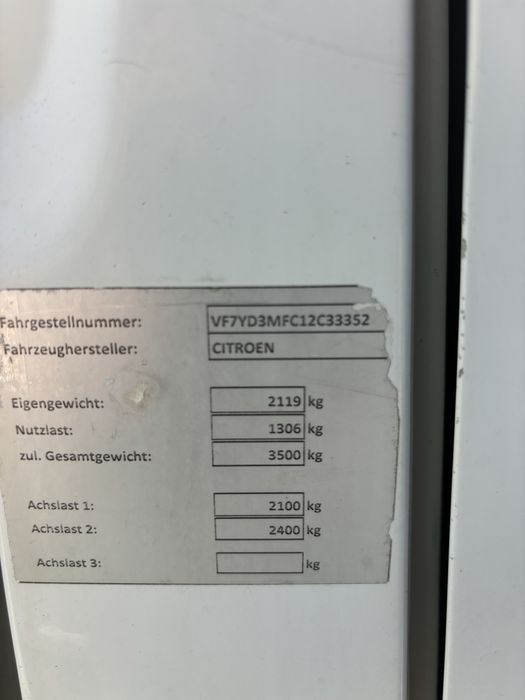 Fahrgestellnummer: VF7YD3MFC12C33352
Fahrzeughersteller: CITROEN
Eigengewicht: 2119 kg
Nutzlast: 1306 kg
zul. Gesamtgewicht: 3500 kg
Achslast 1: 2100 kg
Achslast 2: 2400 kg
Achslast 3: kg